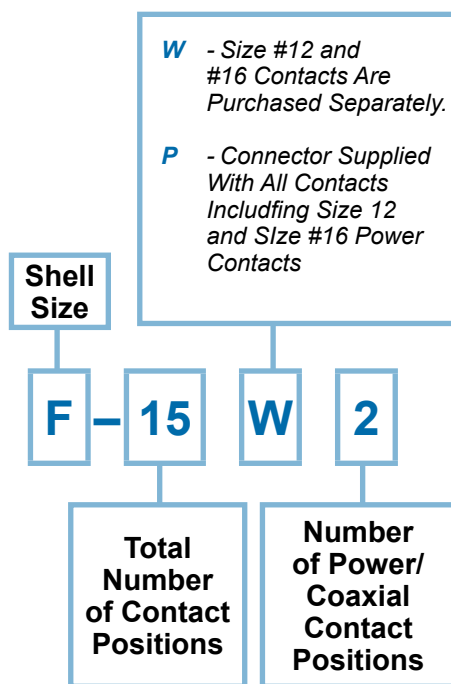 W - Size #12 and
#16 Contacts Are
Purchased Separately.
P - Connector Supplied
With All Contacts
Includfing Size 12
and SIze #16 Power
Contacts
Shell
Size
F – 15 W 2
Total
Number
of Contact
Positions
Number
of Power/
Coaxial
Contact
Positions